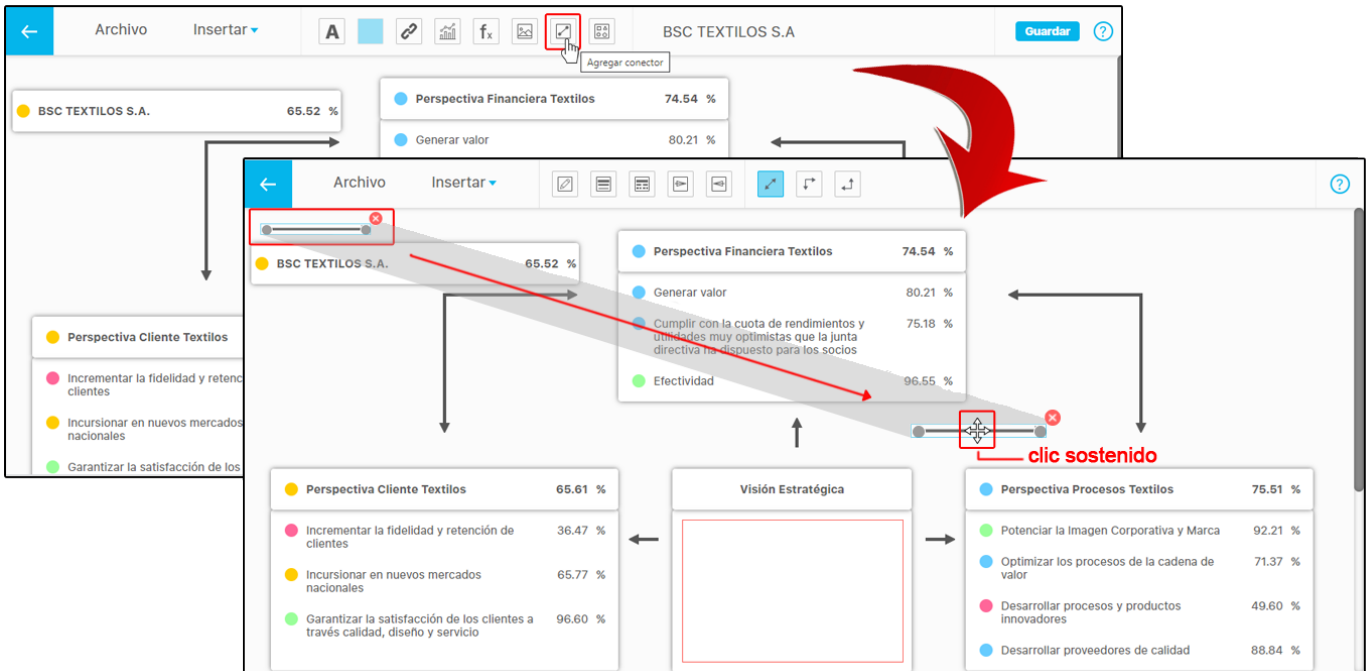 Archivo
Insertar
A
fx
BSC TEXTILOS S.A
Guardar
?
Agregar conector
BSC TEXTILOS S.A.
65.52 %
Perspectiva Financiera Textilos
74.54 %
Generar valor
80.21 %
Perspectiva Cliente Textilos
Incrementar la fidelidad y retenc
clientes
Incursionar en nuevos mercados
nacionales
Garantizar la satisfacción de los
Archivo
Insertar
?
BSC TEXTILOS S.A.
65.52 %
Perspectiva Financiera Textilos
74.54 %
Generar valor
80.21 %
Cumplir con la cuota de rendimientos y
75.18 %
utilidades muy optimistas que la junta
directiva ha dispuesto para los socios
Efectividad
96.55 %
clic sostenido
Perspectiva Cliente Textilos
65.61 %
Incrementar la fidelidad y retención de
36.47 %
clientes
Incursionar en nuevos mercados
65.77 %
nacionales
Garantizar la satisfacción de los clientes a
96.60 %
través calidad, diseño y servicio
Visión Estratégica
Perspectiva Procesos Textilos
75.51 %
Potenciar la Imagen Corporativa y Marca
92.21 %
Optimizar los procesos de la cadena de
71.37 %
valor
Desarrollar procesos y productos
49.60 %
innovadores
Desarrollar proveedores de calidad
88.84 %